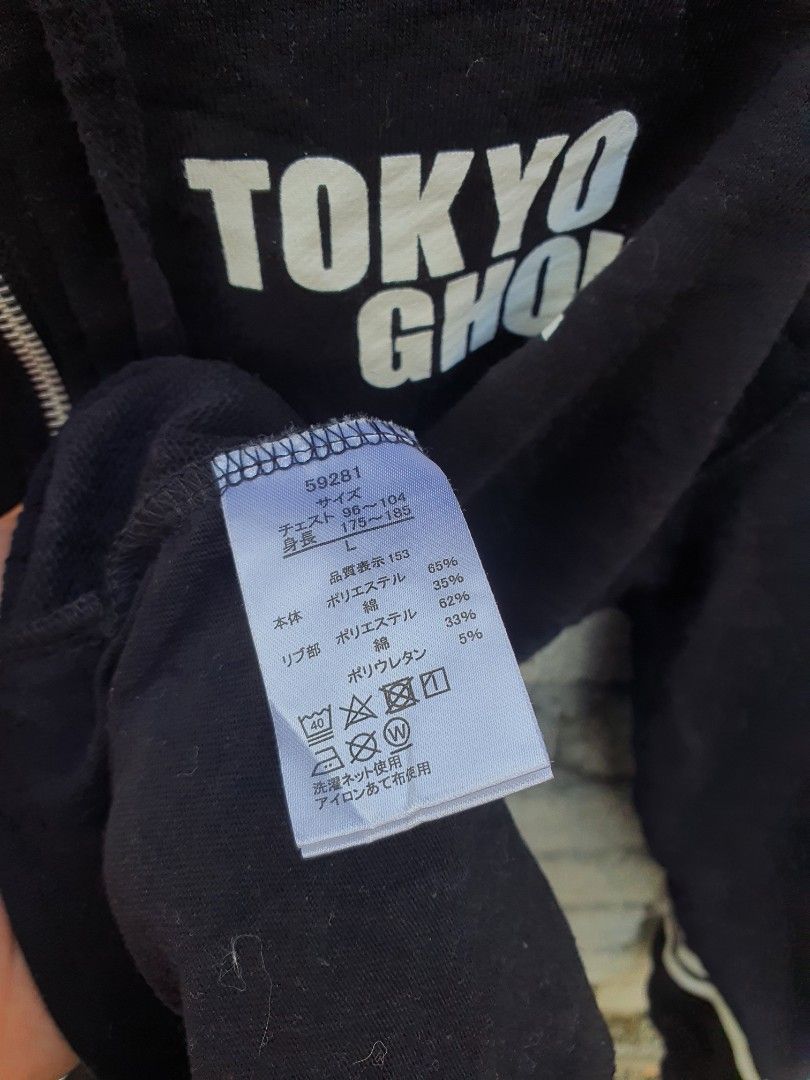 TOKYO
GHOU
59281
サイズ
チェスト 96～104
身長 175～185
L
品質表示 153
本体 ポリエステル 65%
綿 35%
リブ部 ポリエステル 62%
綿 33%
ポリウレタン 5%
40
W
洗濯ネット使用
アイロンあて布使用